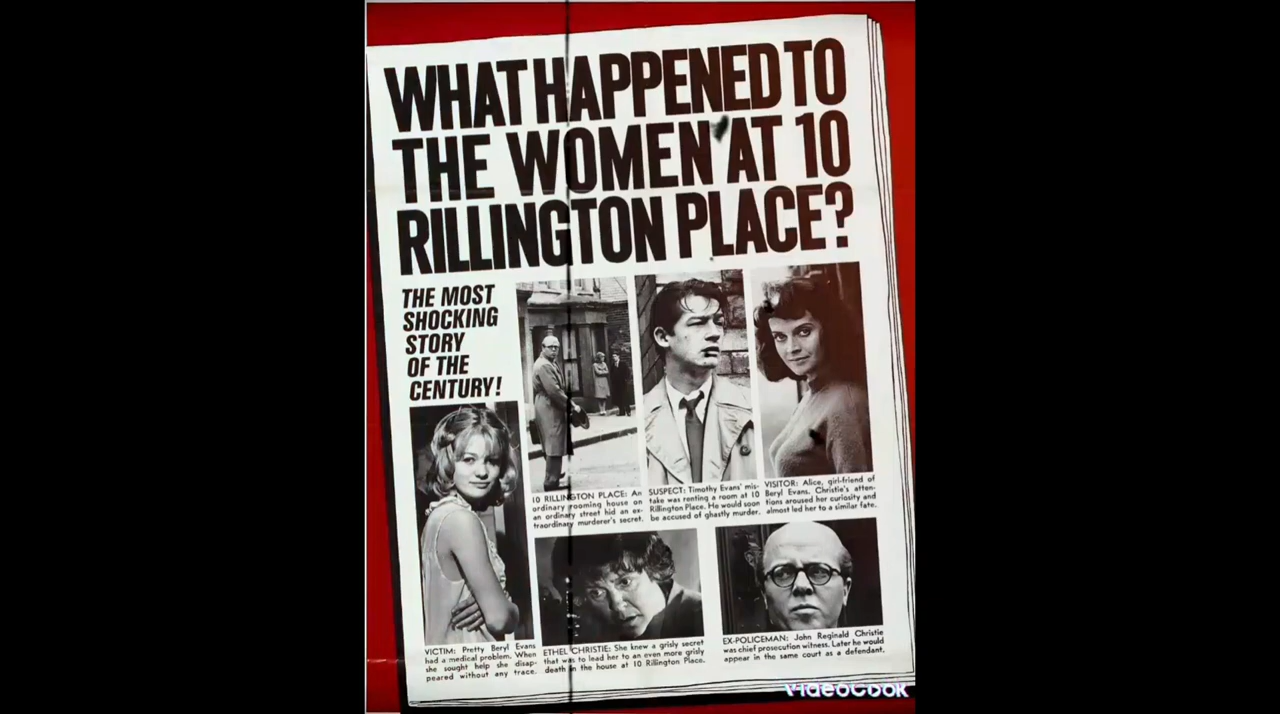 WHAT HAPPENED TO
THE WOMEN AT 10
RILLINGTON PLACE?
THE MOST
SHOCKING
STORY
OF THE
CENTURY!
10 RILLINGTON PLACE: An
ordinary rooming house on
an ordinary street hid an ex-
traordinary murderer's secret.
SUSPECT: Timothy Evans' mis-
take was renting a room at 10
Rillington Place. He would soon
be accused of ghastly murder.
VISITOR: Alice, girl-friend of
Beryl Evans. Christie's atten-
tions aroused her curiosity and
almost led her to a similar fate.
VICTIM: Pretty Beryl Evans
had a medical problem. When
she sought help she disap-
peared without any trace.
ETHEL CHRISTIE: She knew a grisly secret
that was to lead her to an even more grisly
death in the house at 10 Rillington Place.
EX-POLICEMAN: John Reginald Christie
was chief prosecution witness. Later he would
appear in the same court as a defendant.
VideoCook